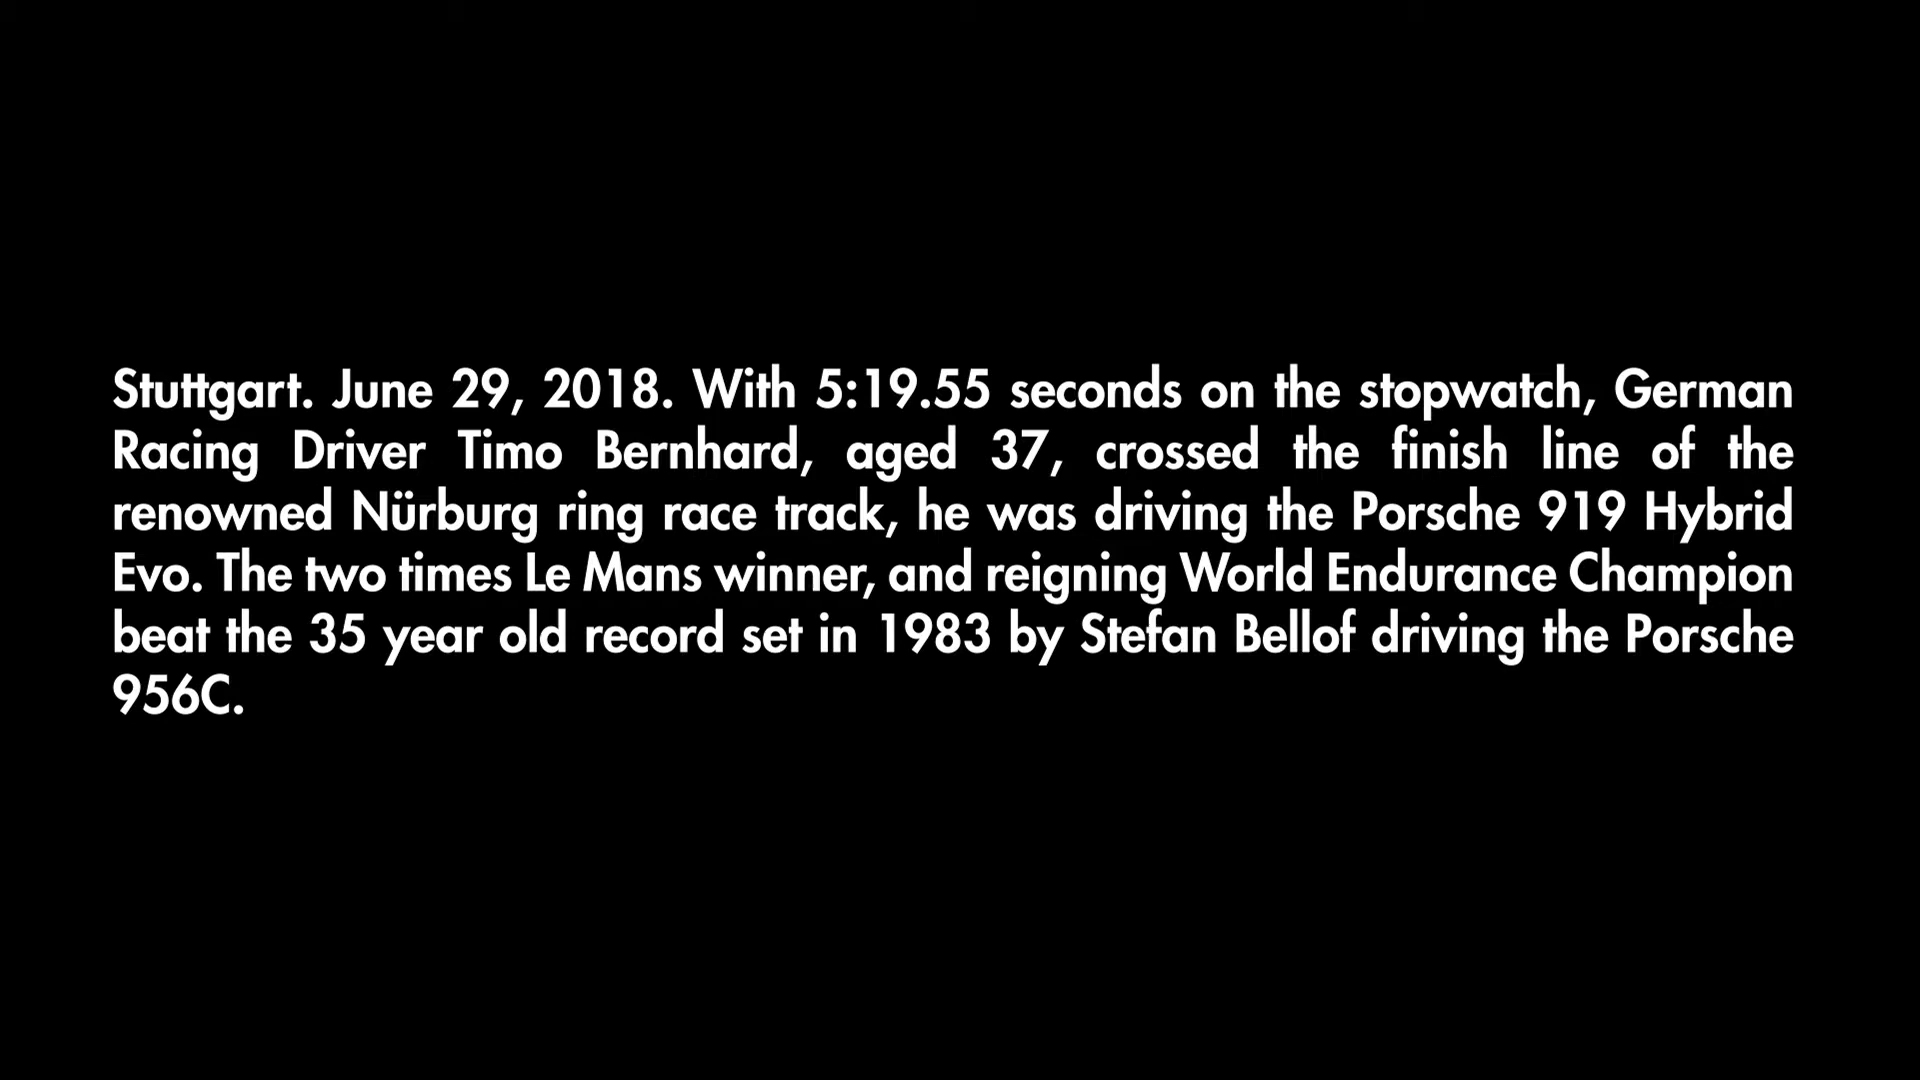 Stuttgart. June 29, 2018. With 5:19.55 seconds on the stopwatch, German
Racing Driver Timo Bernhard, aged 37, crossed the finish line of the
renowned Nürburg ring race track, he was driving the Porsche 919 Hybrid
Evo. The two times Le Mans winner, and reigning World Endurance Champion
beat the 35 year old record set in 1983 by Stefan Bellof driving the Porsche
956C.